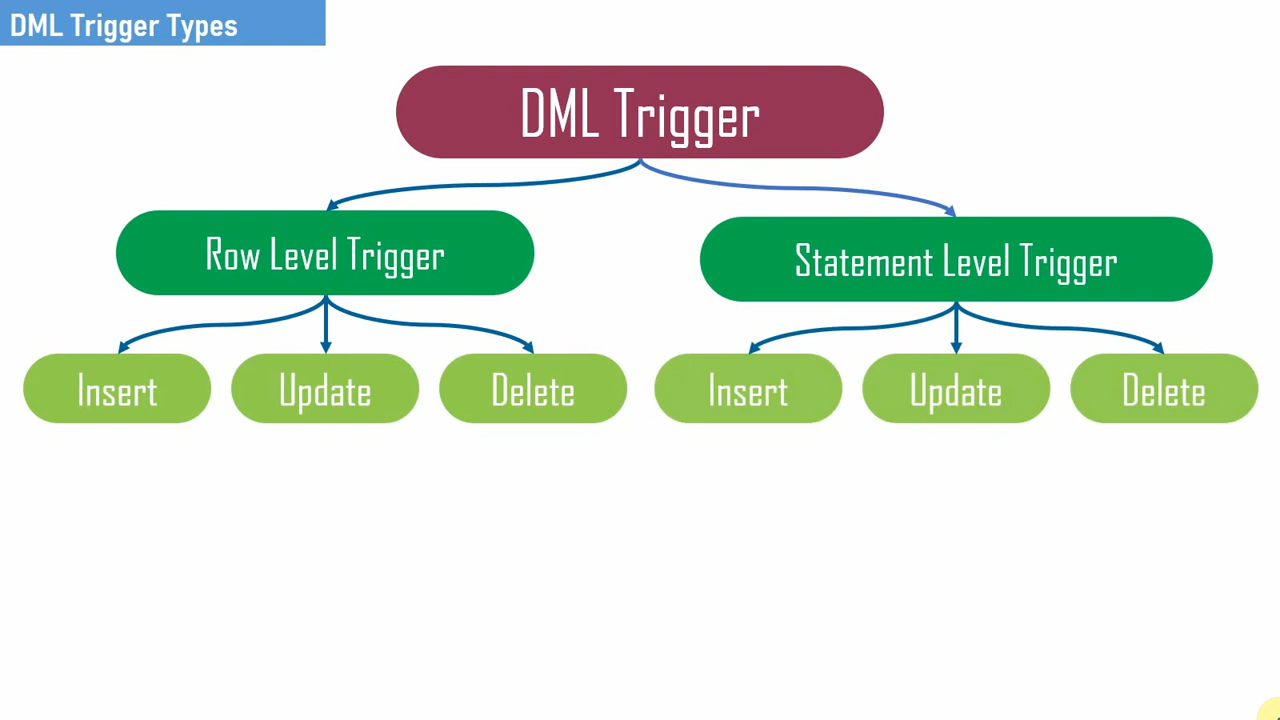 DML Trigger Types
DML Trigger
Row Level Trigger
Statement Level Trigger
Insert
Update
Delete
Insert
Update
Delete